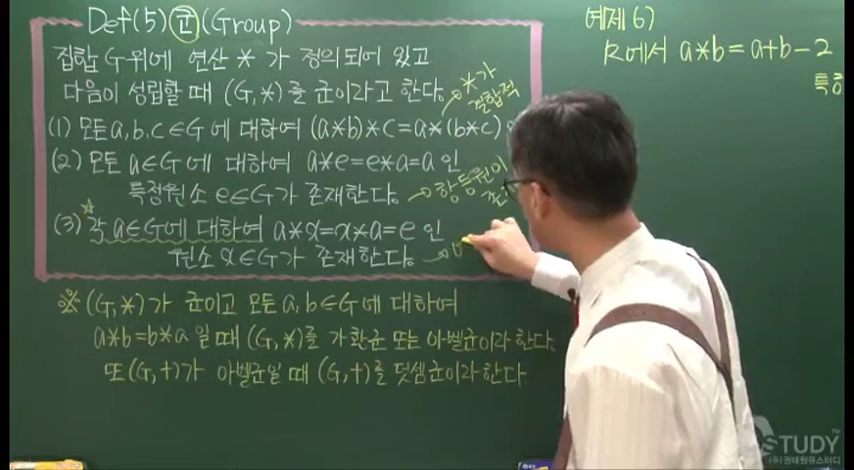 Def(5) 군 (Group)
집합 G위에 연산 * 가 정의되어 있고
다음이 성립할 때 (G, *) 를 군이라고 한다.
*가
결합적
(1) 모든 a, b, c ∈ G 에 대하여 (a*b)*c = a*(b*c)
(2) 모든 a ∈ G 에 대하여 a*e = e*a = a 인
특정원소 e ∈ G가 존재한다.
→ 항등원이
☆
(3) 각 a ∈ G에 대하여 a*x = x*a = e 인
원소 x ∈ G가 존재한다.
※ (G, *) 가 군이고 모든 a, b ∈ G 에 대하여
a*b = b*a 일 때 (G, *)를 가환군 또는 아벨군이라 한다.
또 (G, +)가 아벨군일 때 (G, +)를 덧셈군이라 한다
예제 6)
R에서 a*b = a+b-2
STUDY
TM